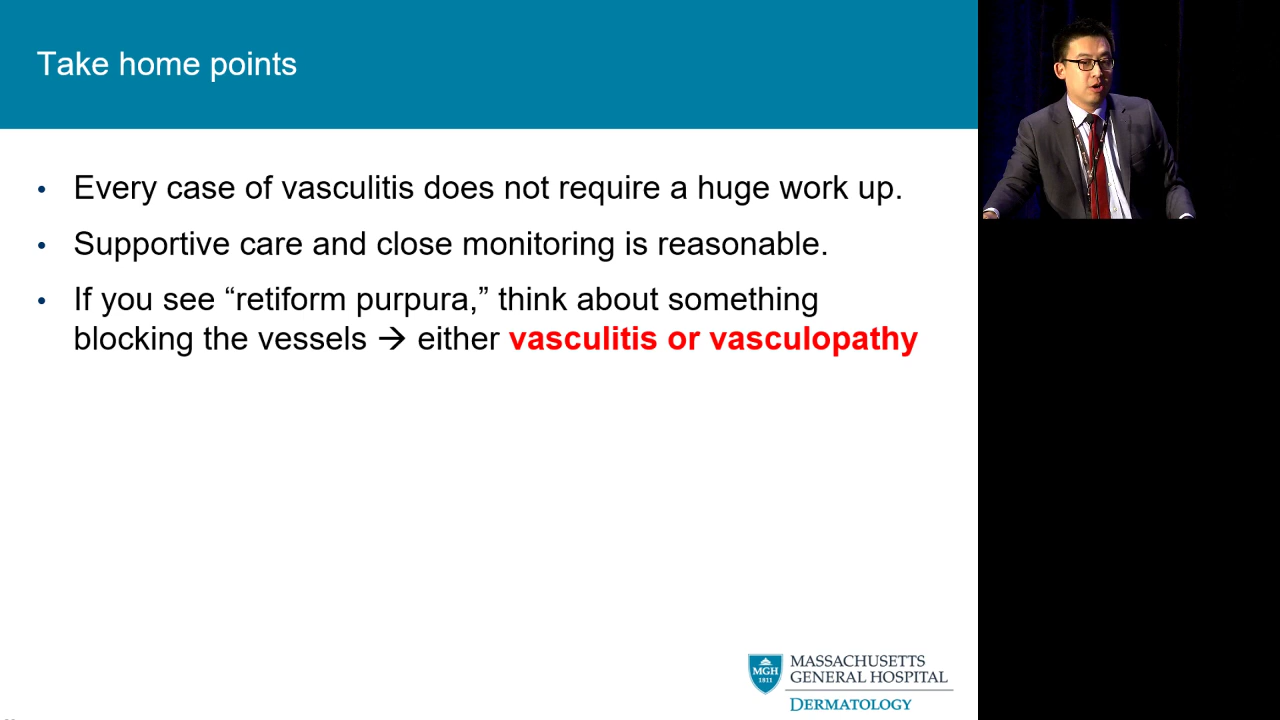 Take home points
• Every case of vasculitis does not require a huge work up.
• Supportive care and close monitoring is reasonable.
• If you see “retiform purpura,” think about something
blocking the vessels → either vasculitis or vasculopathy
MGH
1811
MASSACHUSETTS
GENERAL HOSPITAL
DERMATOLOGY